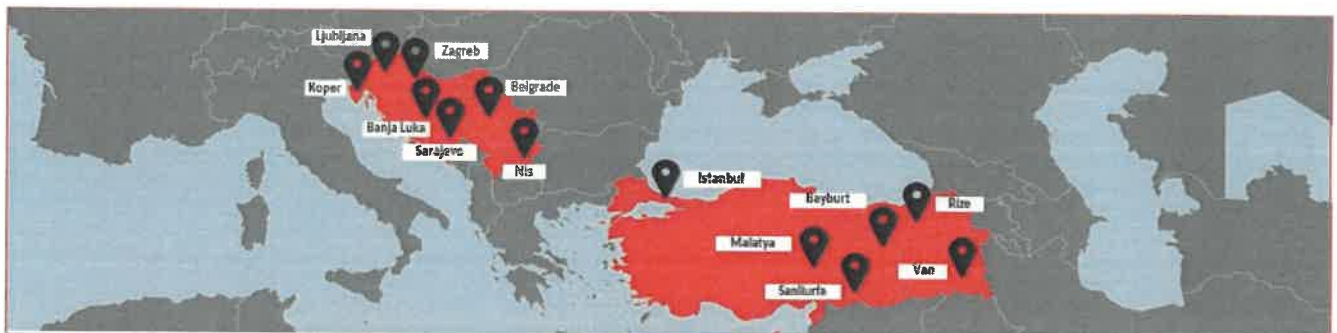 Ljubljana
Zagreb
Koper
Belgrade
Banja Luka
Sarajevo
Nis
Istanbul
Bayburt
Rize
Malatya
Van
Sanliurfa